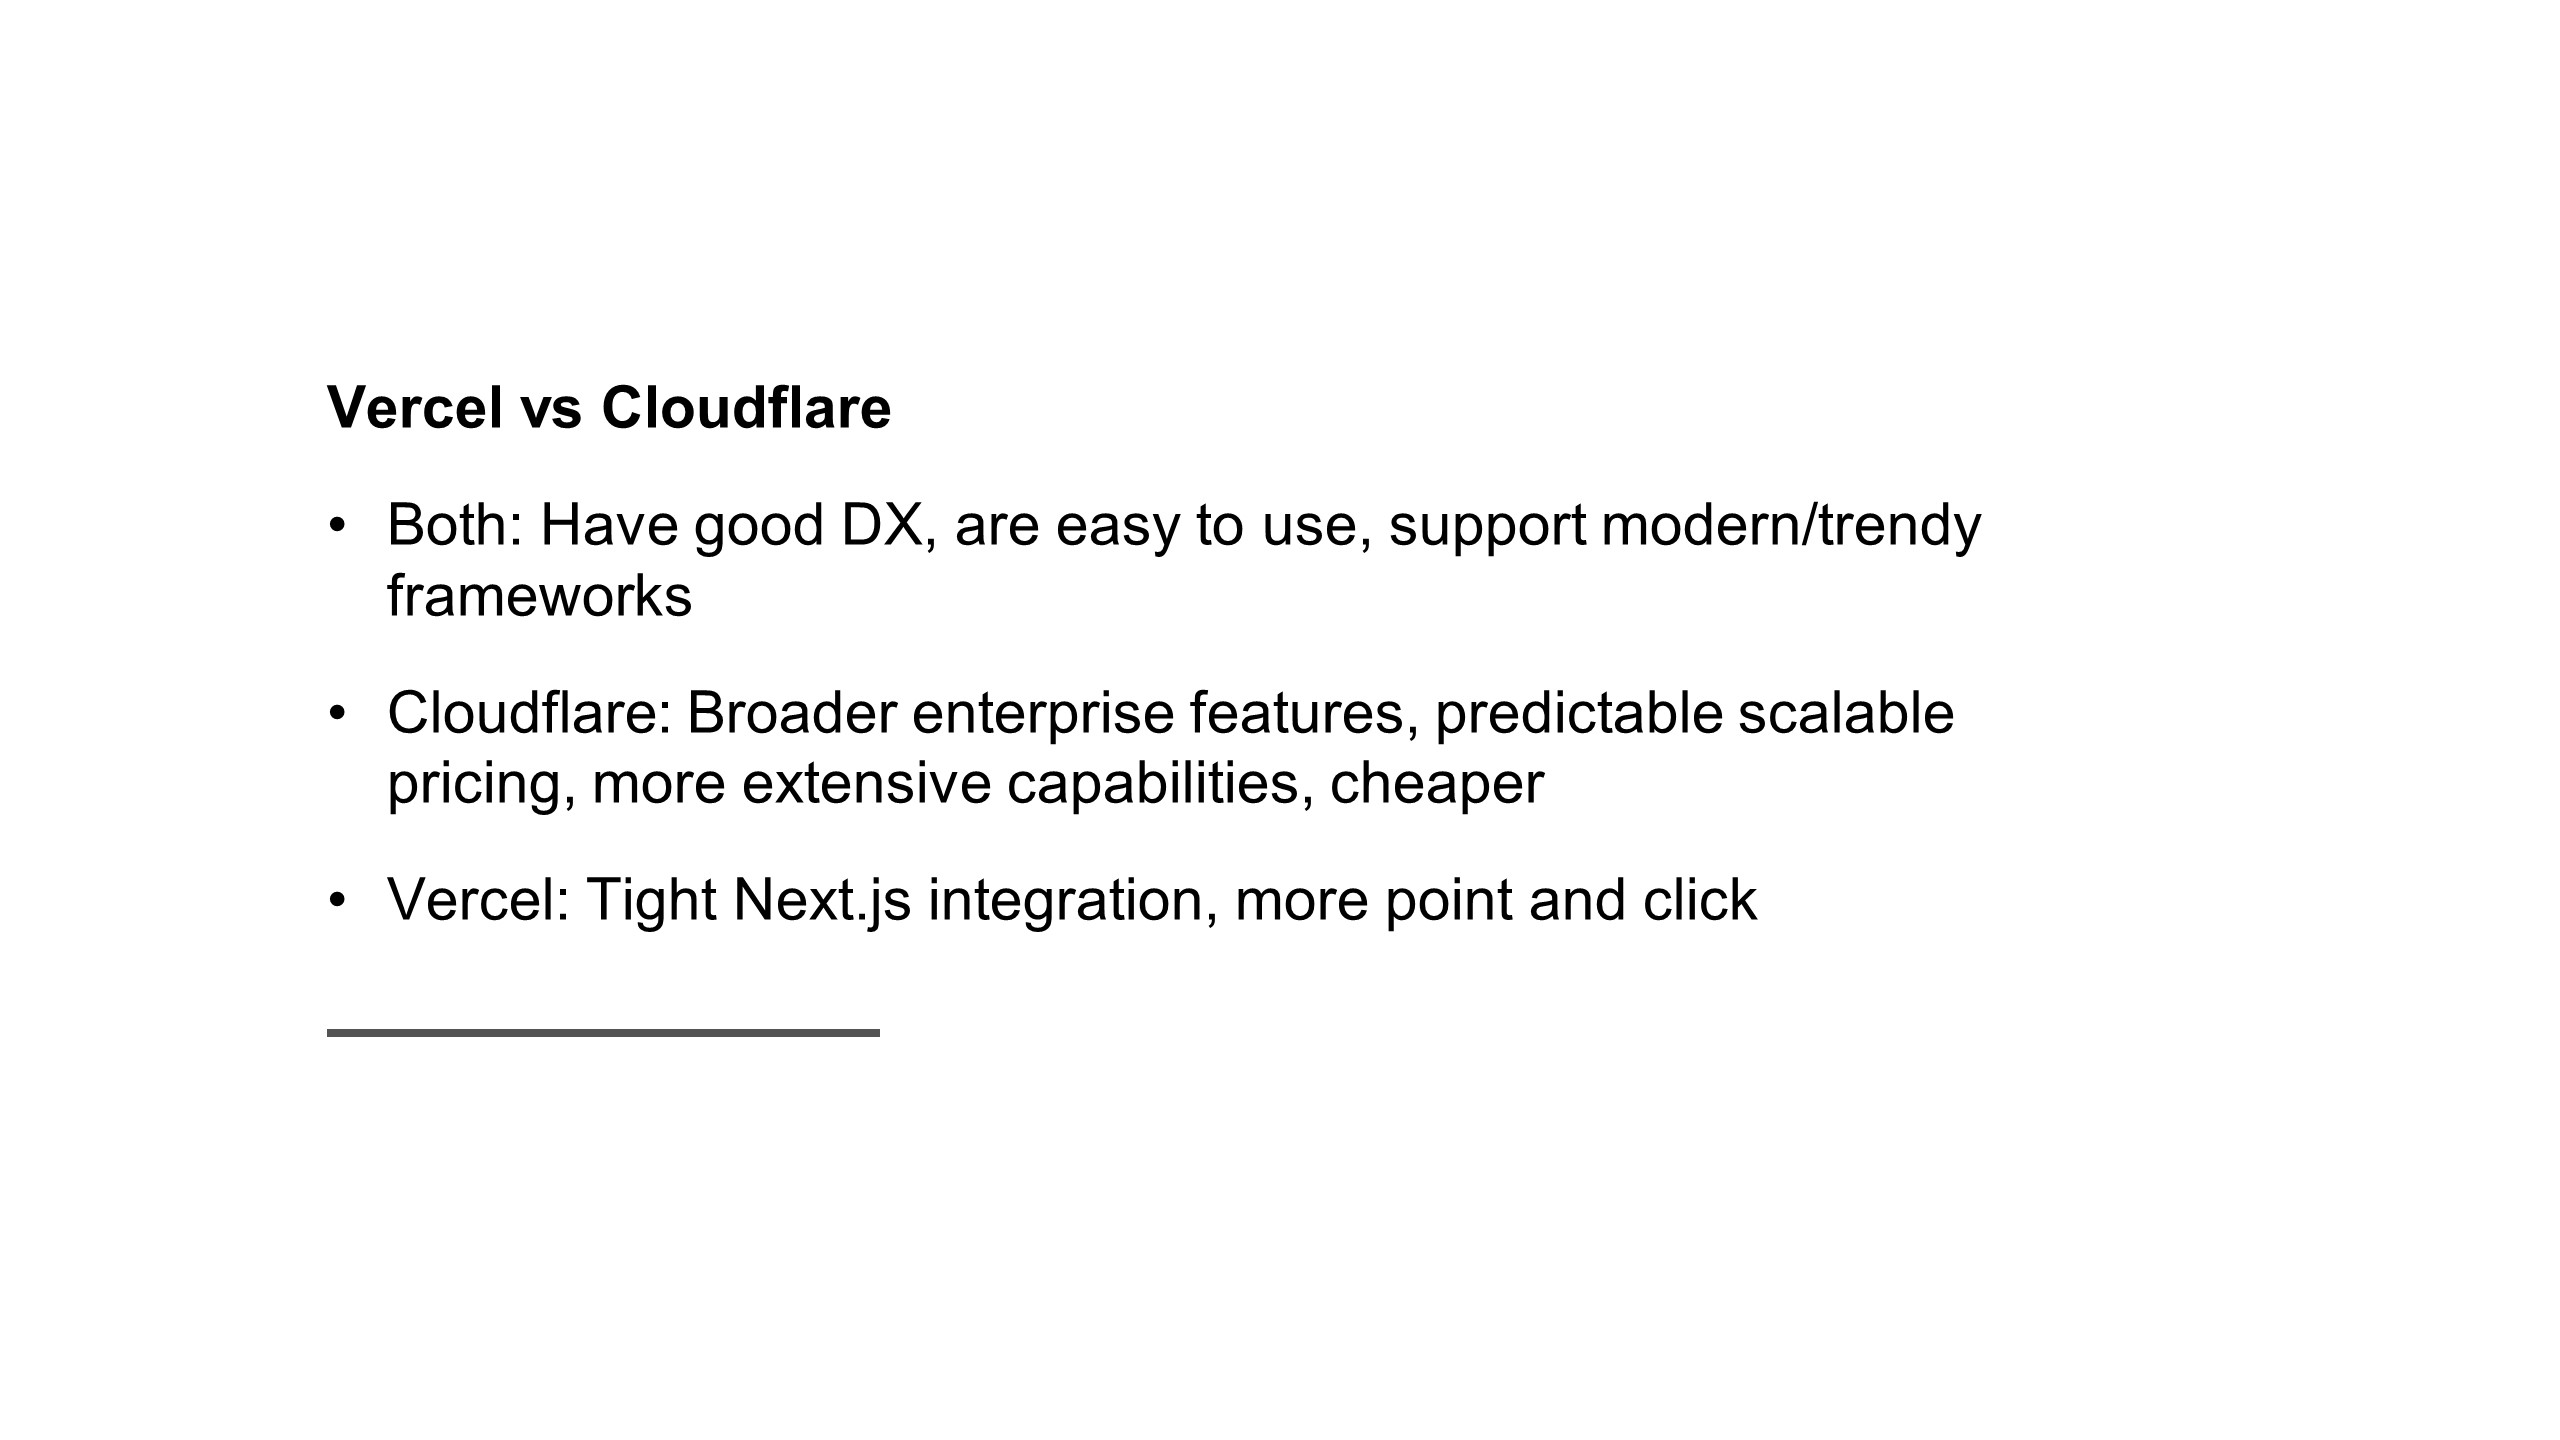 Vercel vs Cloudflare
• Both: Have good DX, are easy to use, support modern/trendy
frameworks
• Cloudflare: Broader enterprise features, predictable scalable
pricing, more extensive capabilities, cheaper
• Vercel: Tight Next.js integration, more point and click